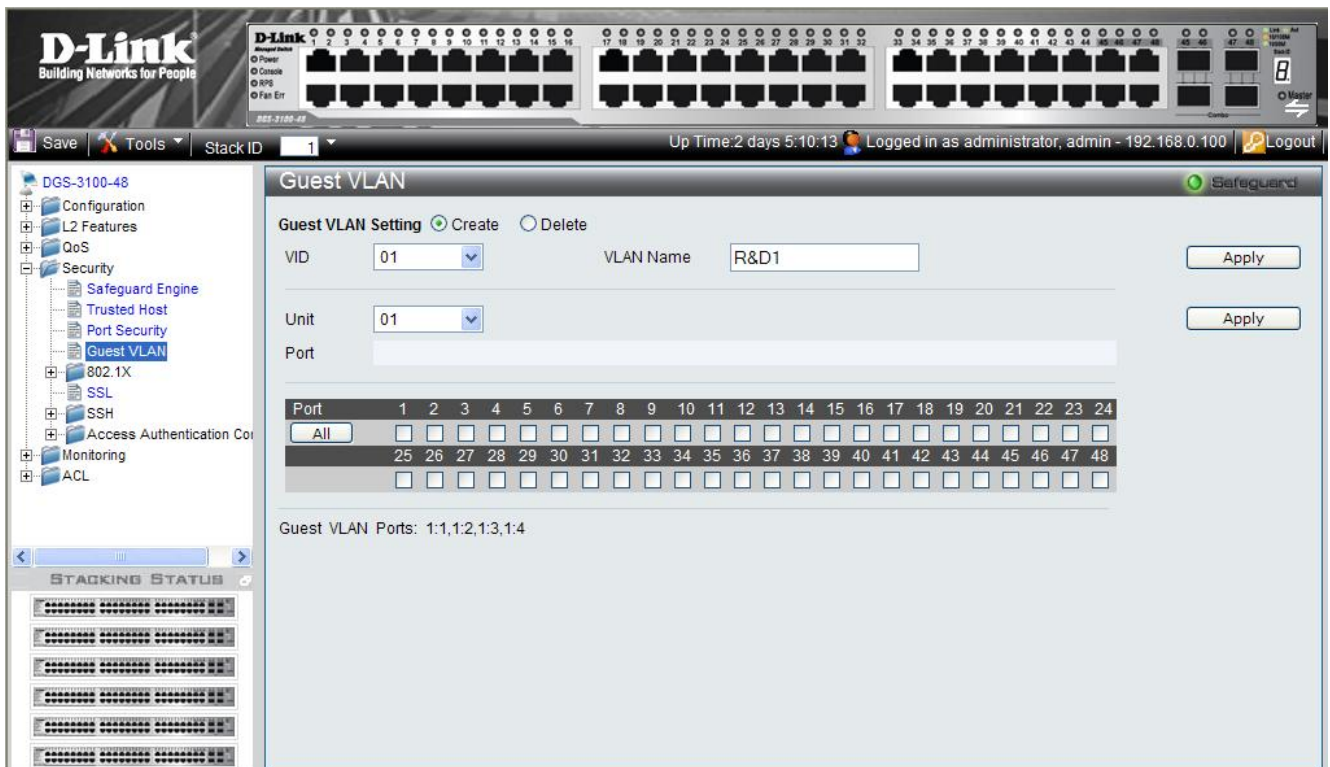 D-Link
Building Networks for People
D-Link
Managed Switch
Power
Console
RPS
Fan Err
DGS-3100-48
1 2 3 4 5 6 7 8 9 10 11 12 13 14 15 16
17 18 19 20 21 22 23 24 25 26 27 28 29 30 31 32
33 34 35 36 37 38 39 40 41 42 43 44 45 46 47 48
45 46 47 48
Link Act
Combo
Master
Save Tools Stack ID 1 Up Time:2 days 5:10:13 Logged in as administrator, admin - 192.168.0.100 Logout
DGS-3100-48
Configuration
L2 Features
QoS
Security
Safeguard Engine
Trusted Host
Port Security
Guest VLAN
802.1X
SSL
SSH
Access Authentication Co
Monitoring
ACL
STACKING STATUS
Guest VLAN
Safeguard
Guest VLAN Setting Create Delete
VID 01 VLAN Name R&D1 Apply
Unit 01 Apply
Port
Port 1 2 3 4 5 6 7 8 9 10 11 12 13 14 15 16 17 18 19 20 21 22 23 24
All
25 26 27 28 29 30 31 32 33 34 35 36 37 38 39 40 41 42 43 44 45 46 47 48
Guest VLAN Ports: 1:1,1:2,1:3,1:4